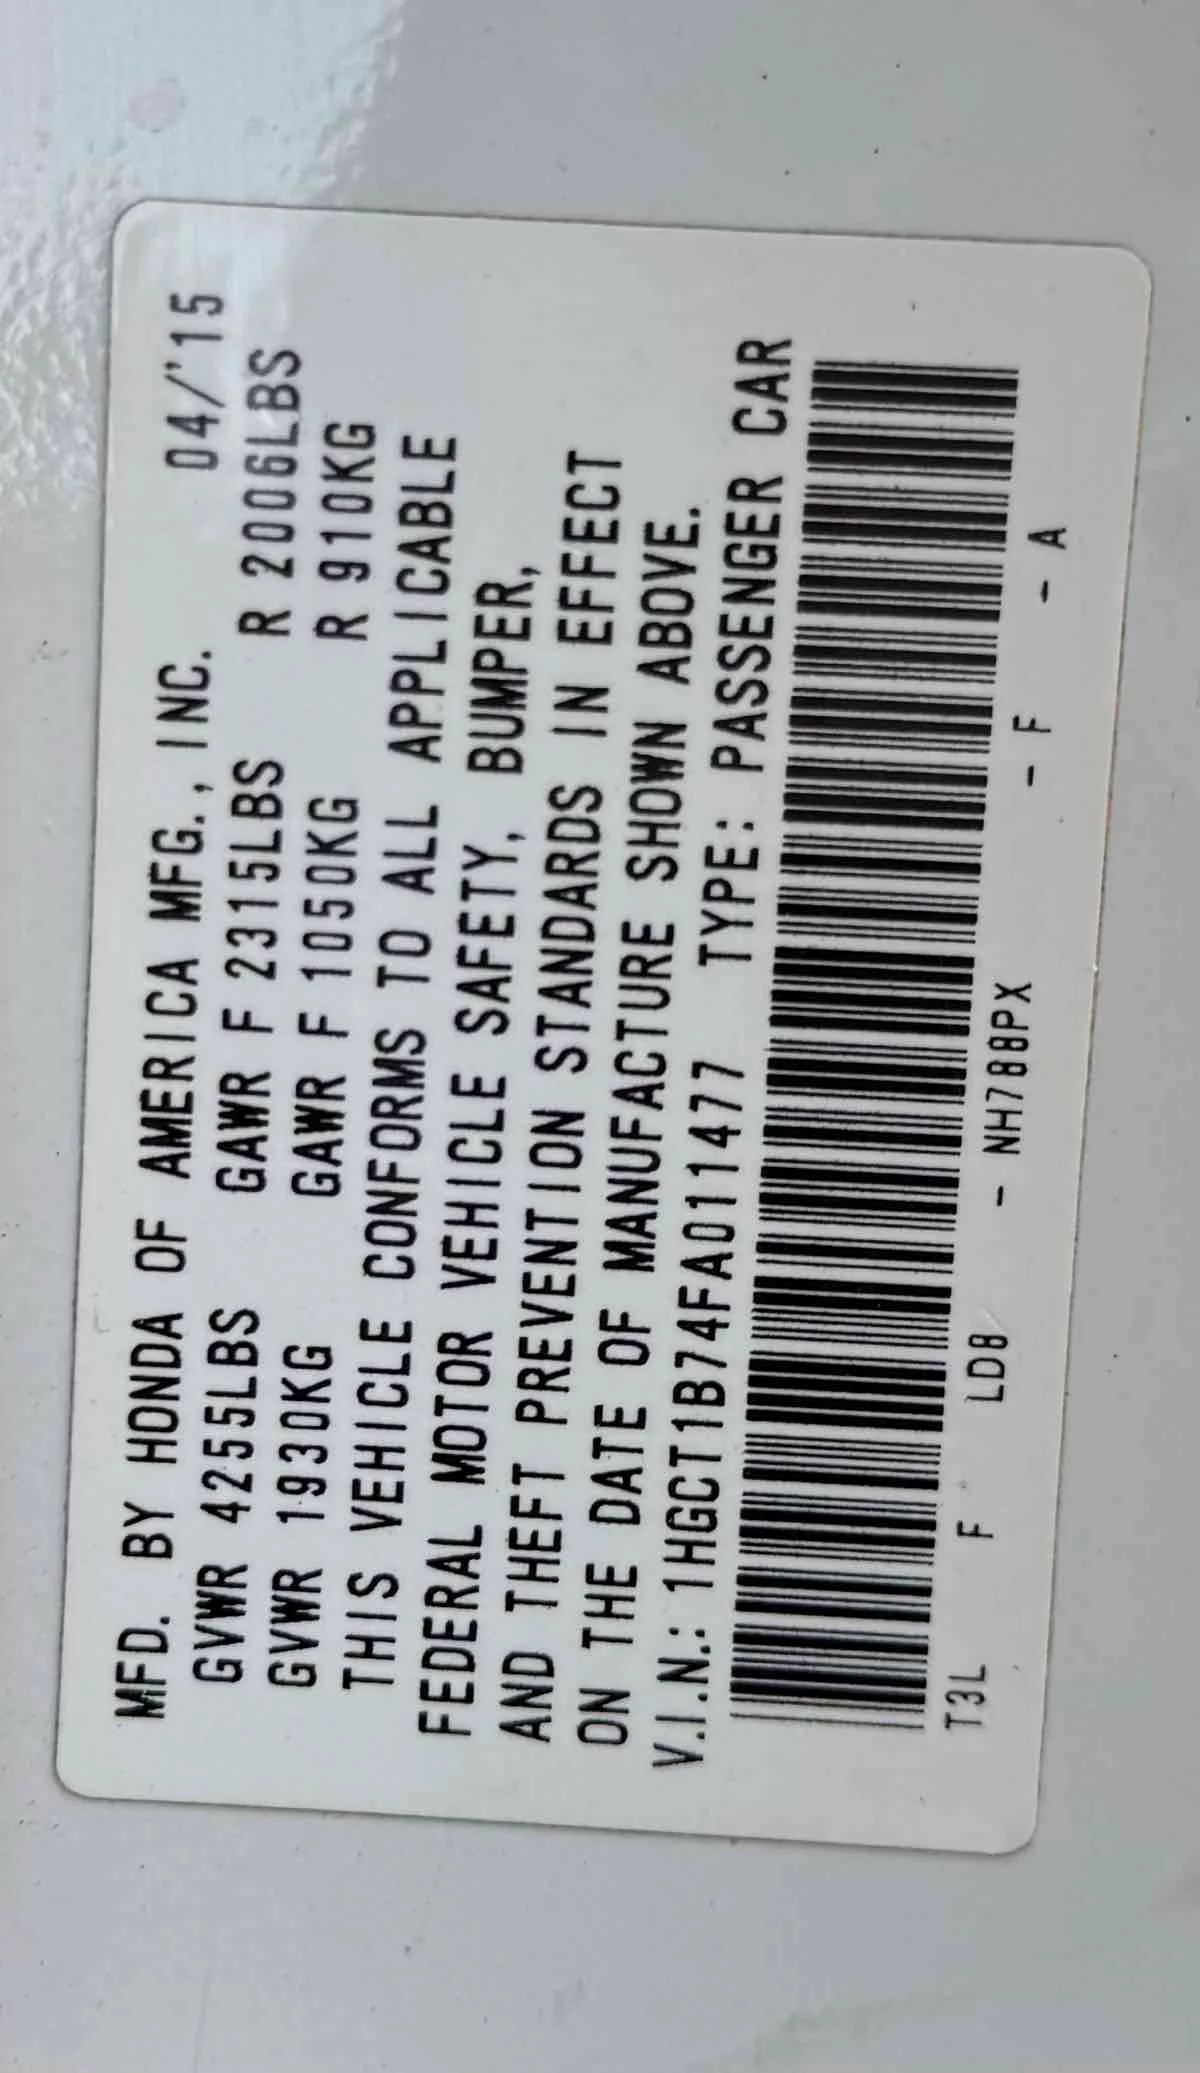 MFD. BY HONDA OF AMERICA MFG., INC. 04/'15
GVWR 4255LBS GAWR F 2315LBS R 2006LBS
GVWR 1930KG GAWR F 1050KG R 910KG
THIS VEHICLE CONFORMS TO ALL APPLICABLE
FEDERAL MOTOR VEHICLE SAFETY, BUMPER,
AND THEFT PREVENTION STANDARDS IN EFFECT
ON THE DATE OF MANUFACTURE SHOWN ABOVE.
V.I.N.: 1HGCT1B74FA011477 TYPE: PASSENGER CAR
T3L F LD8 - NH788PX - F - A